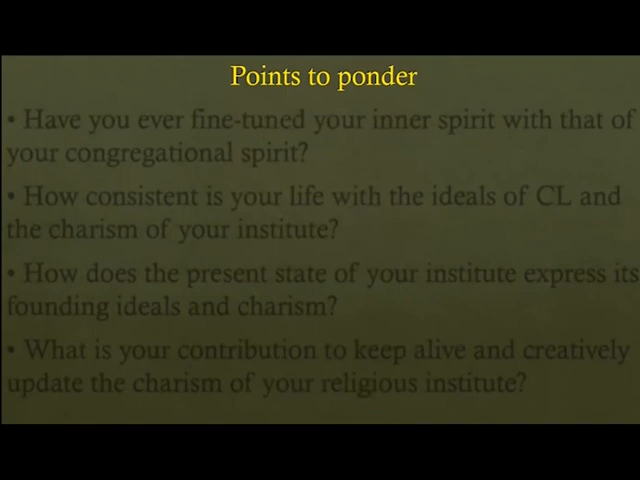 Points to ponder
• Have you ever fine-tuned your inner spirit with that of
your congregational spirit?
• How consistent is your life with the ideals of CL and
the charism of your institute?
• How does the present state of your institute express its
founding ideals and charism?
• What is your contribution to keep alive and creatively
update the charism of your religious institute?